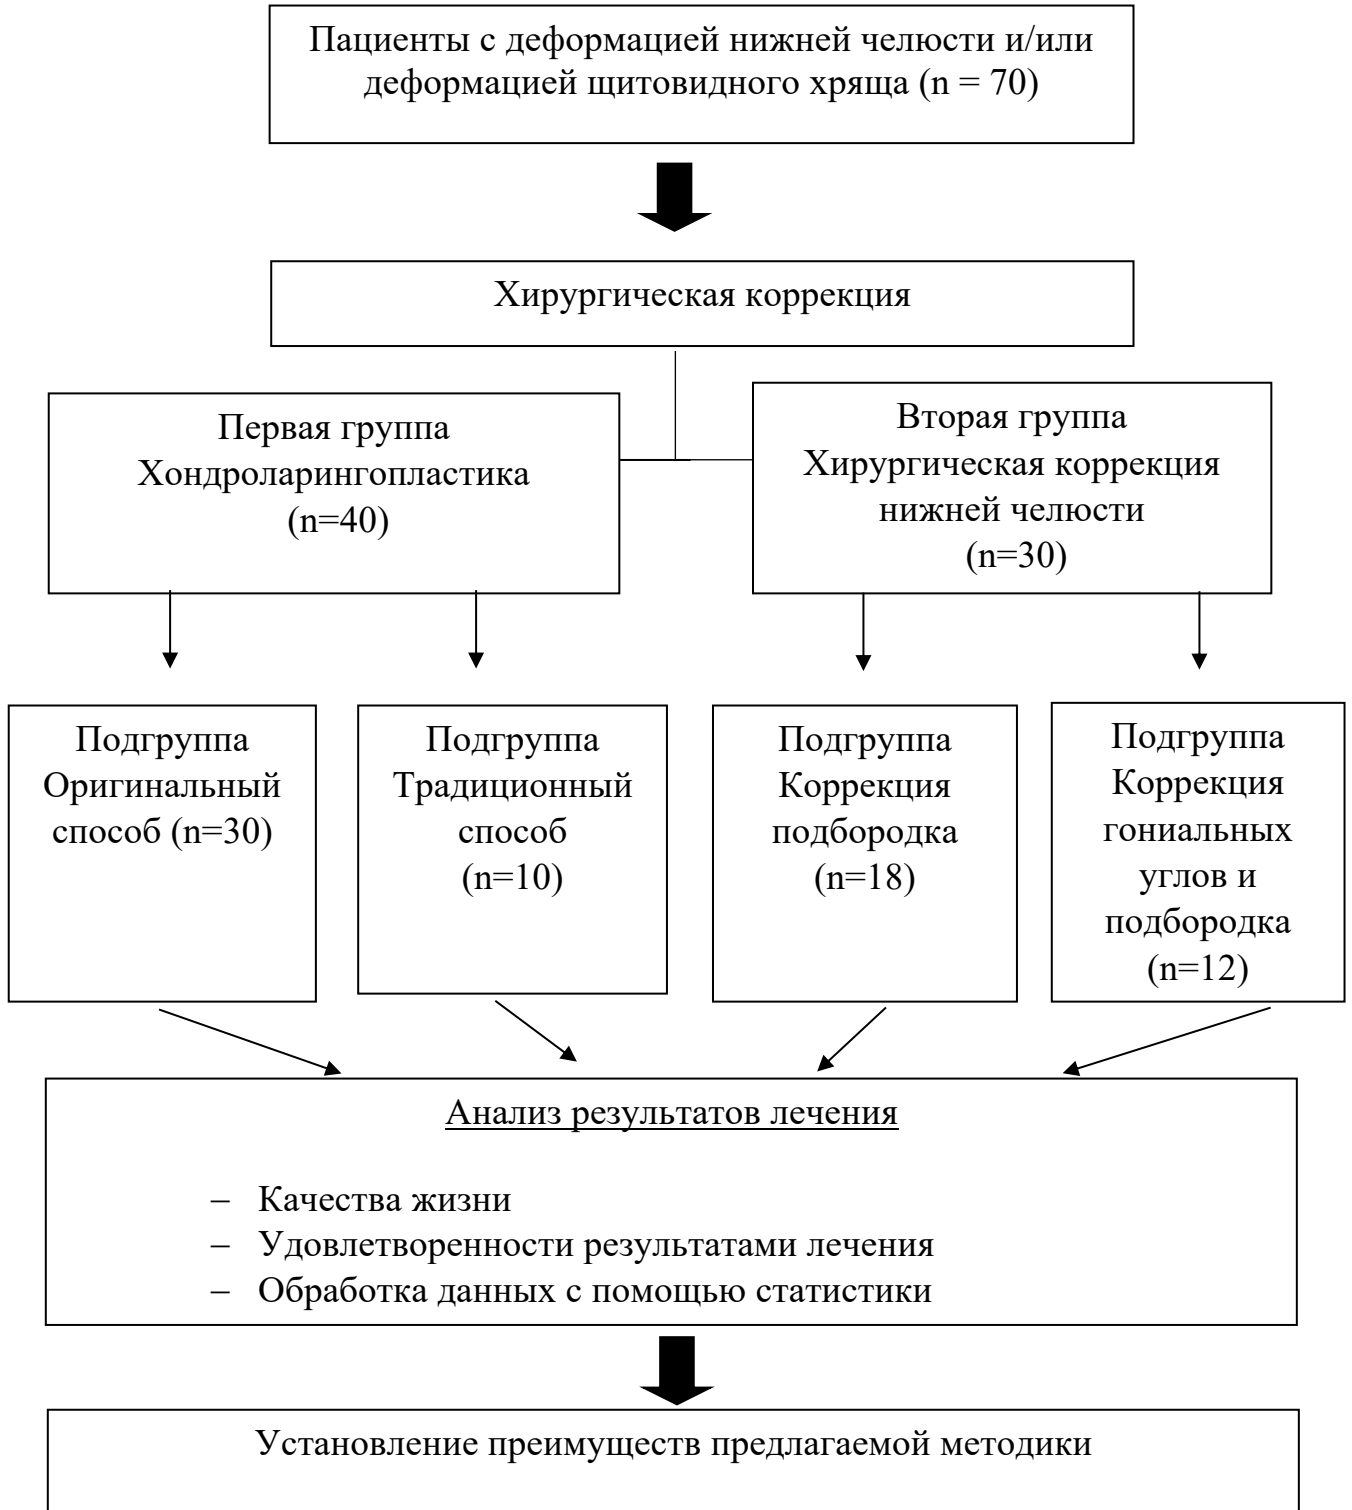 Пациенты с деформацией нижней челюсти и/или
деформацией щитовидного хряща (n = 70)
Хирургическая коррекция
Первая группа
Хондроларингопластика
(n=40)
Вторая группа
Хирургическая коррекция
нижней челюсти
(n=30)
Подгруппа
Оригинальный
способ (n=30)
Подгруппа
Традиционный
способ
(n=10)
Подгруппа
Коррекция
подбородка
(n=18)
Подгруппа
Коррекция
гониальных
углов и
подбородка
(n=12)
Анализ результатов лечения
– Качества жизни
– Удовлетворенности результатами лечения
– Обработка данных с помощью статистики
Установление преимуществ предлагаемой методики